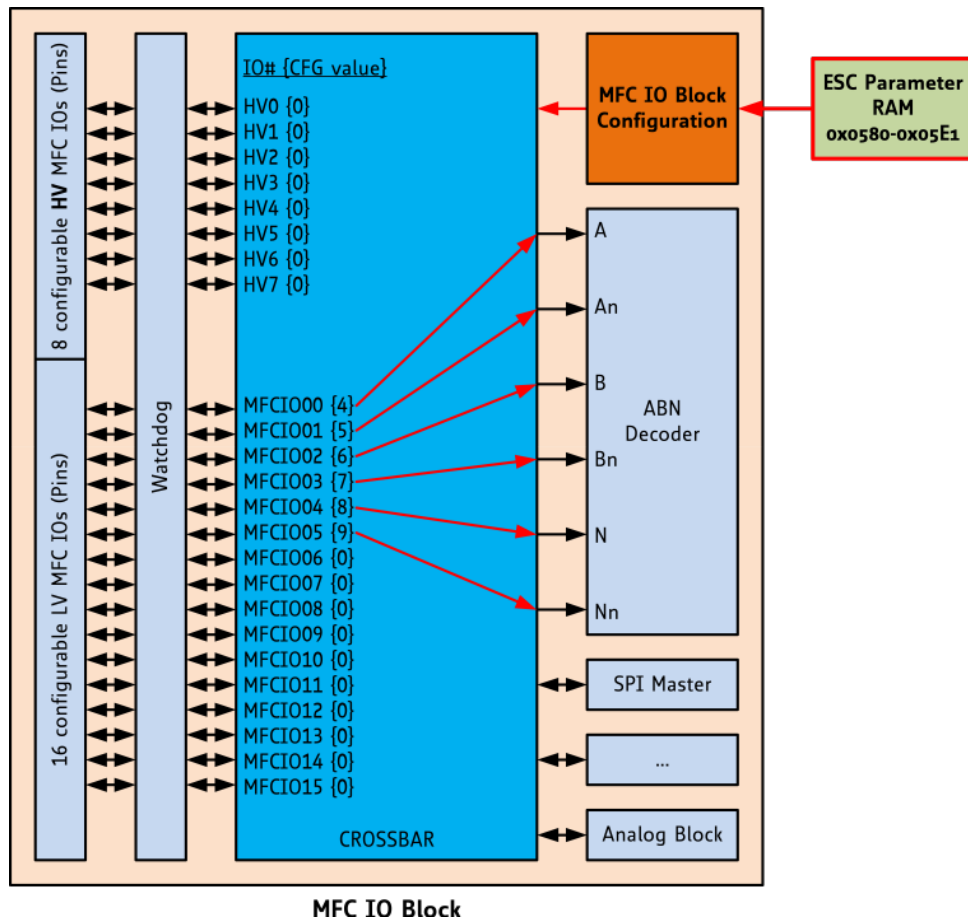 8 configurable HV MFC IOs (Pins)
16 configurable LV MFC IOs (Pins)
Watchdog
IO# {CFG value}
HV0 {0}
HV1 {0}
HV2 {0}
HV3 {0}
HV4 {0}
HV5 {0}
HV6 {0}
HV7 {0}
MFCIO00 {4}
MFCIO01 {5}
MFCIO02 {6}
MFCIO03 {7}
MFCIO04 {8}
MFCIO05 {9}
MFCIO06 {0}
MFCIO07 {0}
MFCIO08 {0}
MFCIO09 {0}
MFCIO10 {0}
MFCIO11 {0}
MFCIO12 {0}
MFCIO13 {0}
MFCIO14 {0}
MFCIO15 {0}
CROSSBAR
MFC IO Block
Configuration
ESC Parameter
RAM
0x0580-0x05E1
A
An
B
Bn
N
Nn
ABN
Decoder
SPI Master
...
Analog Block
MFC IO Block